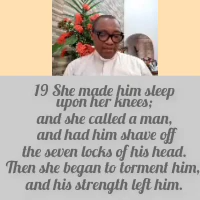 19 She made him sleep
upon her knees;
and she called a man,
and had him shave off
the seven locks of his head.
Then she began to torment him,
and his strength left him.